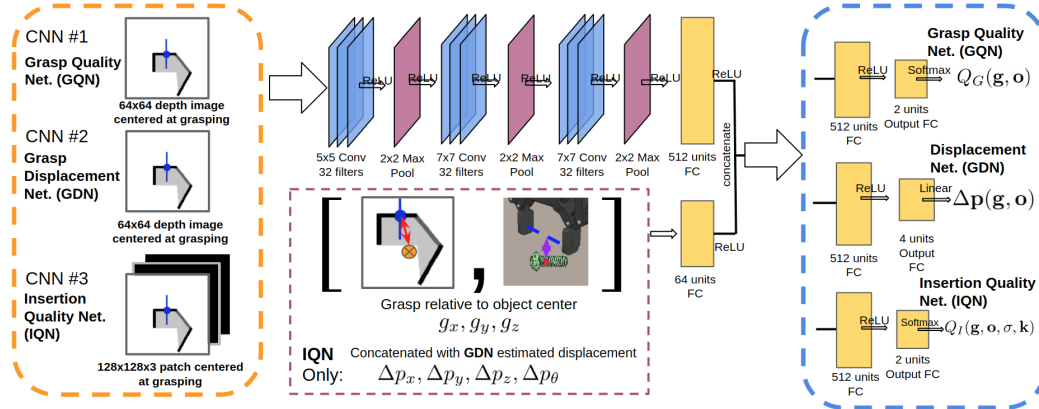 CNN #1
Grasp Quality
Net. (GQN)
64x64 depth image
centered at grasping
CNN #2
Grasp
Displacement
Net. (GDN)
64x64 depth image
centered at grasping
CNN #3
Insertion
Quality Net.
(IQN)
128x128x3 patch centered
at grasping
ReLU
ReLU
ReLU
ReLU
ReLU
ReLU
ReLU
5x5 Conv
32 filters
2x2 Max
Pool
7x7 Conv
32 filters
2x2 Max
Pool
7x7 Conv
32 filters
2x2 Max
Pool
512 units
FC
concatenate
ReLU
64 units
FC
[ , ]
Grasp relative to object center
g_x, g_y, g_z
IQN Concatenated with GDN estimated displacement
Only: Δp_x, Δp_y, Δp_z, Δp_θ
Grasp Quality
Net. (GQN)
ReLU
Softmax
Q_G(g, o)
2 units
Output FC
512 units
FC
Displacement
Net. (GDN)
ReLU
Linear
Δp(g, o)
4 units
Output FC
512 units
FC
Insertion Quality
Net. (IQN)
ReLU
Softmax
Q_I(g, o, σ, k)
2 units
Output FC
512 units
FC